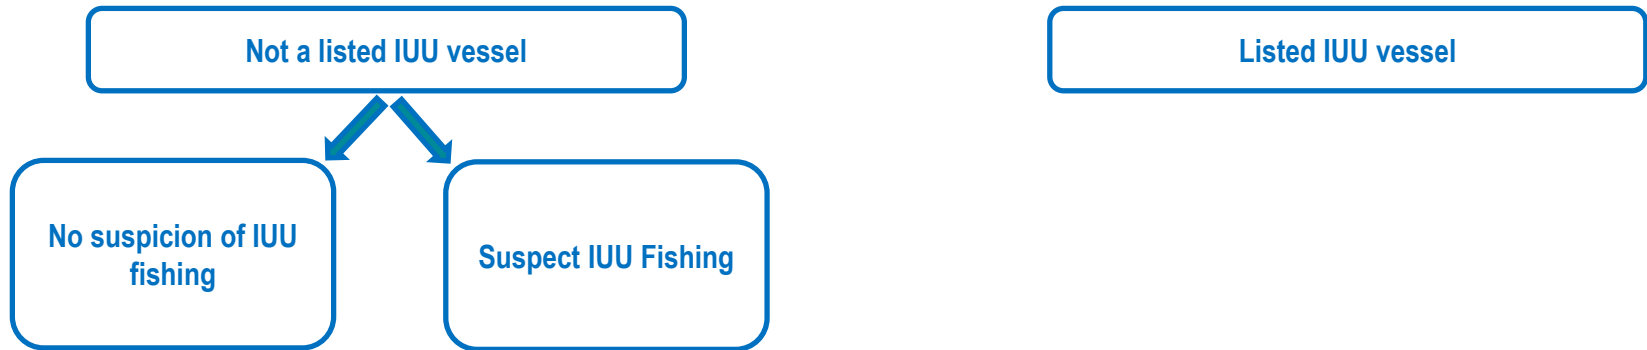 Not a listed IUU vessel
Listed IUU vessel
No suspicion of IUU
fishing
Suspect IUU Fishing